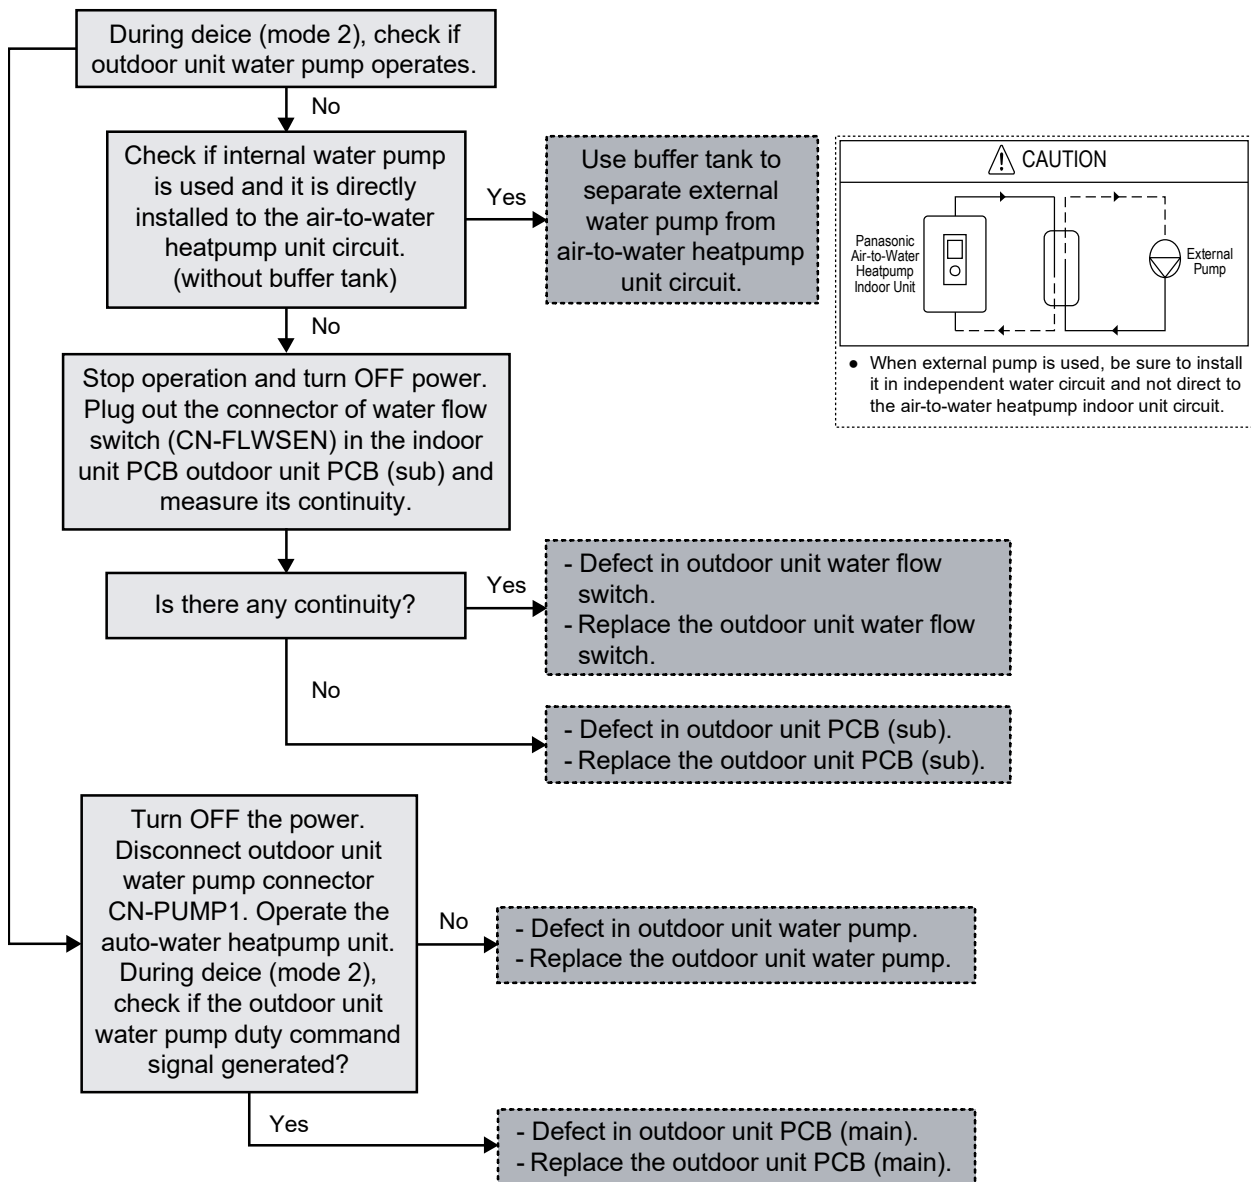 During deice (mode 2), check if
outdoor unit water pump operates.
No
Check if internal water pump
is used and it is directly
installed to the air-to-water
heatpump unit circuit.
(without buffer tank)
Yes
Use buffer tank to
separate external
water pump from
air-to-water heatpump
unit circuit.
CAUTION
Panasonic
Air-to-Water
Heatpump
Indoor Unit
External
Pump
● When external pump is used, be sure to install
it in independent water circuit and not direct to
the air-to-water heatpump indoor unit circuit.
No
Stop operation and turn OFF power.
Plug out the connector of water flow
switch (CN-FLWSEN) in the indoor
unit PCB outdoor unit PCB (sub) and
measure its continuity.
Is there any continuity?
Yes
- Defect in outdoor unit water flow
switch.
- Replace the outdoor unit water flow
switch.
No
- Defect in outdoor unit PCB (sub).
- Replace the outdoor unit PCB (sub).
Turn OFF the power.
Disconnect outdoor unit
water pump connector
CN-PUMP1. Operate the
auto-water heatpump unit.
During deice (mode 2),
check if the outdoor unit
water pump duty command
signal generated?
No
- Defect in outdoor unit water pump.
- Replace the outdoor unit water pump.
Yes
- Defect in outdoor unit PCB (main).
- Replace the outdoor unit PCB (main).